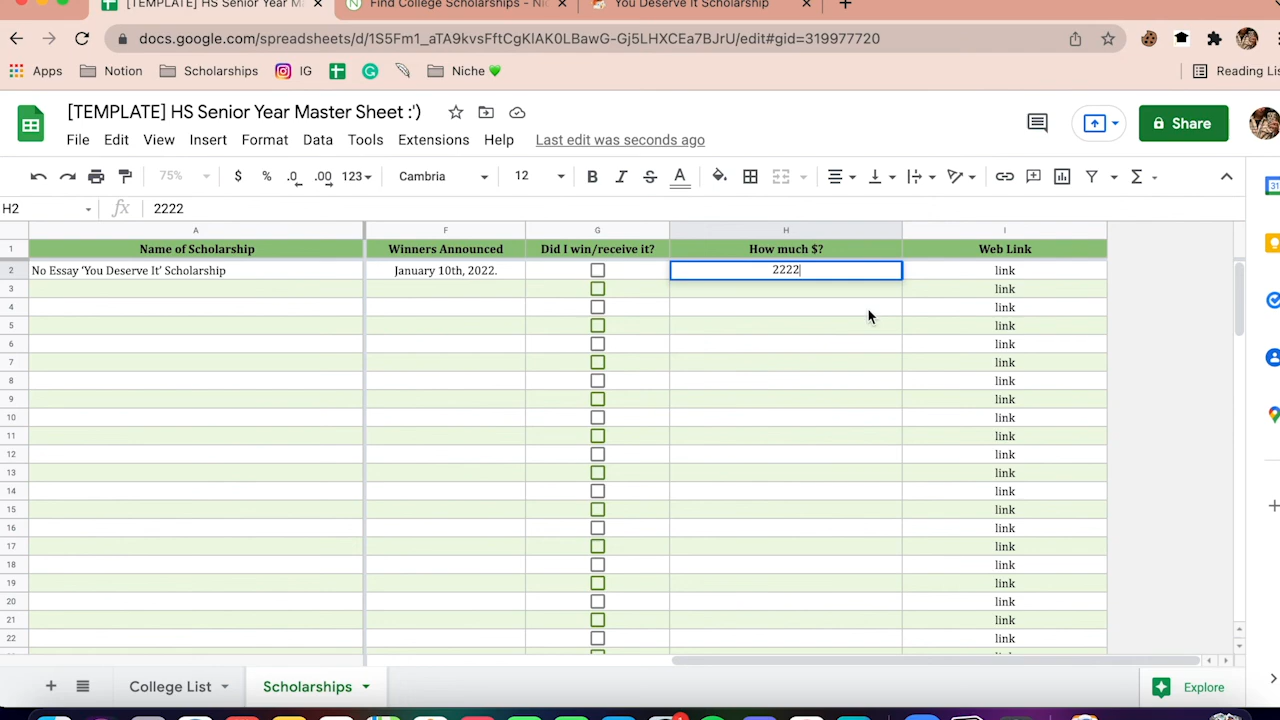 [TEMPLATE] HS Senior Year M
Find College Scholarships - Ni
You Deserve It Scholarship
docs.google.com/spreadsheets/d/1S5Fm1_aTA9kvsFftCgKlAK0LBawG-Gj5LHXCEa7BJrU/edit#gid=319977720
Apps Notion Scholarships IG Niche 💚 Reading Lis
[TEMPLATE] HS Senior Year Master Sheet :')
File Edit View Insert Format Data Tools Extensions Help Last edit was seconds ago
Share
75% $ % .0 .00 123 Cambria 12 B I S A
H2 fx 2222
A F G H I
1 Name of Scholarship Winners Announced Did I win/receive it? How much $? Web Link
2 No Essay ‘You Deserve It’ Scholarship January 10th, 2022. 2222 link
3 link
4 link
5 link
6 link
7 link
8 link
9 link
10 link
11 link
12 link
13 link
14 link
15 link
16 link
17 link
18 link
19 link
20 link
21 link
22 link
College List Scholarships Explore